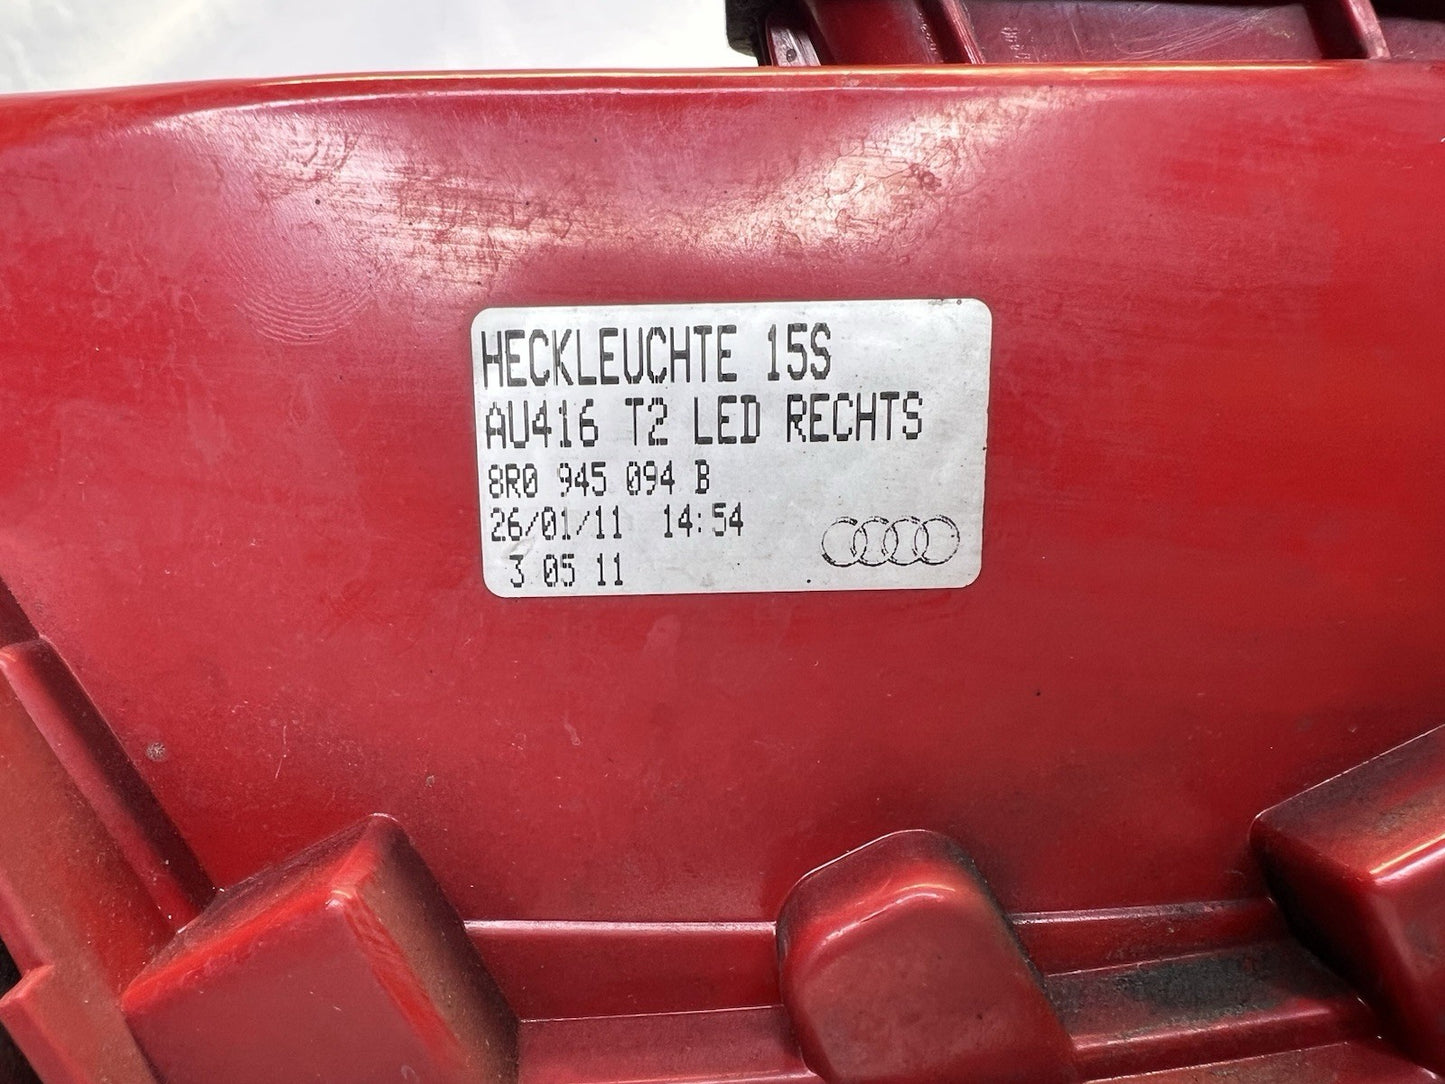 HECKLEUCHTE 15S
AU416 T2 LED RECHTS
8R0 945 094 B
26/01/11 14:54
3 05 11